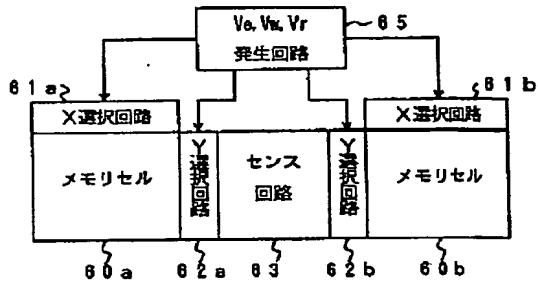 Ve,Vw,Vr
発生回路
65
61a
61b
X選択回路
X選択回路
メモリセル
Y選択回路
センス
回路
Y選択回路
メモリセル
60a
62a
63
62b
60b